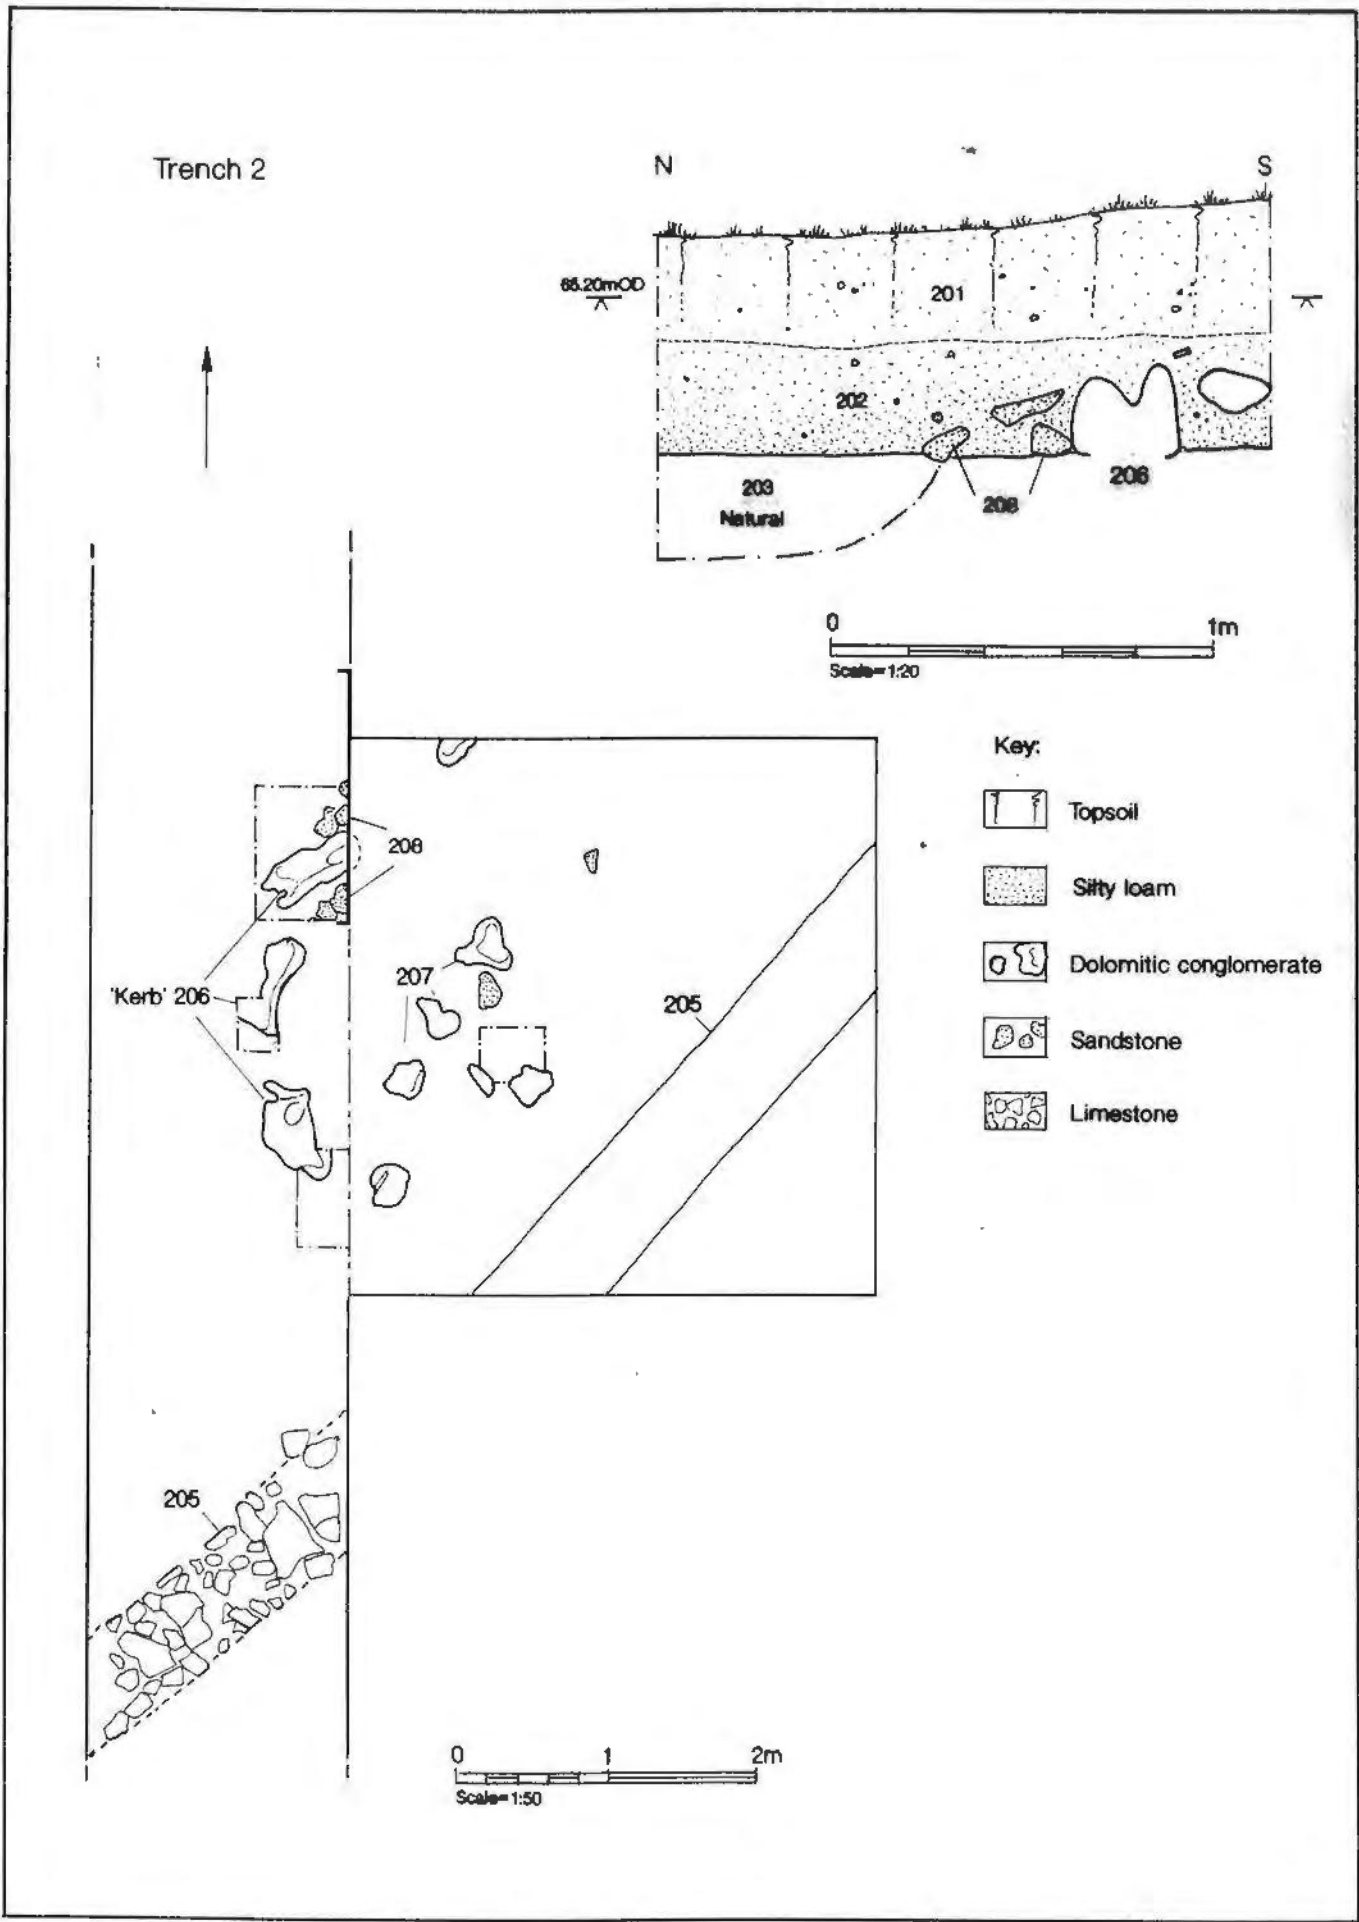 Trench 2
N
S
65.20mOD
201
202
203
Natural
208
206
0 1m
Scale=1:20
Key:
Topsoil
Silty loam
Dolomitic conglomerate
Sandstone
Limestone
208
207
'Kerb' 206
205
205
0 1 2m
Scale=1:50